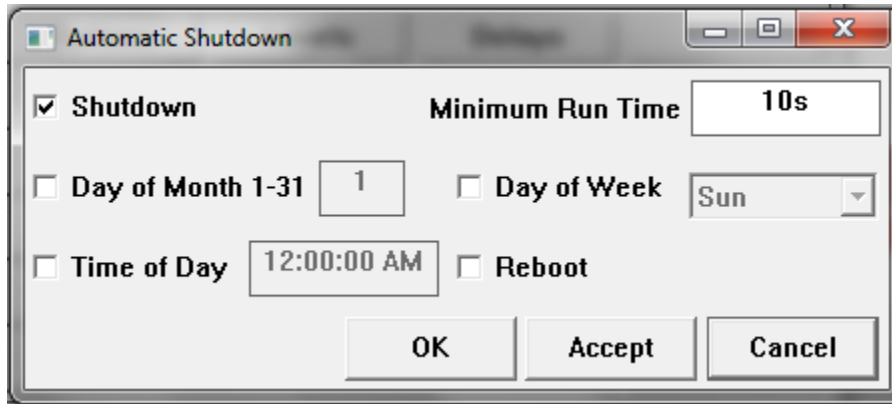 Automatic Shutdown
Shutdown Minimum Run Time 10s
Day of Month 1-31 1 Day of Week Sun
Time of Day 12:00:00 AM Reboot
OK Accept Cancel